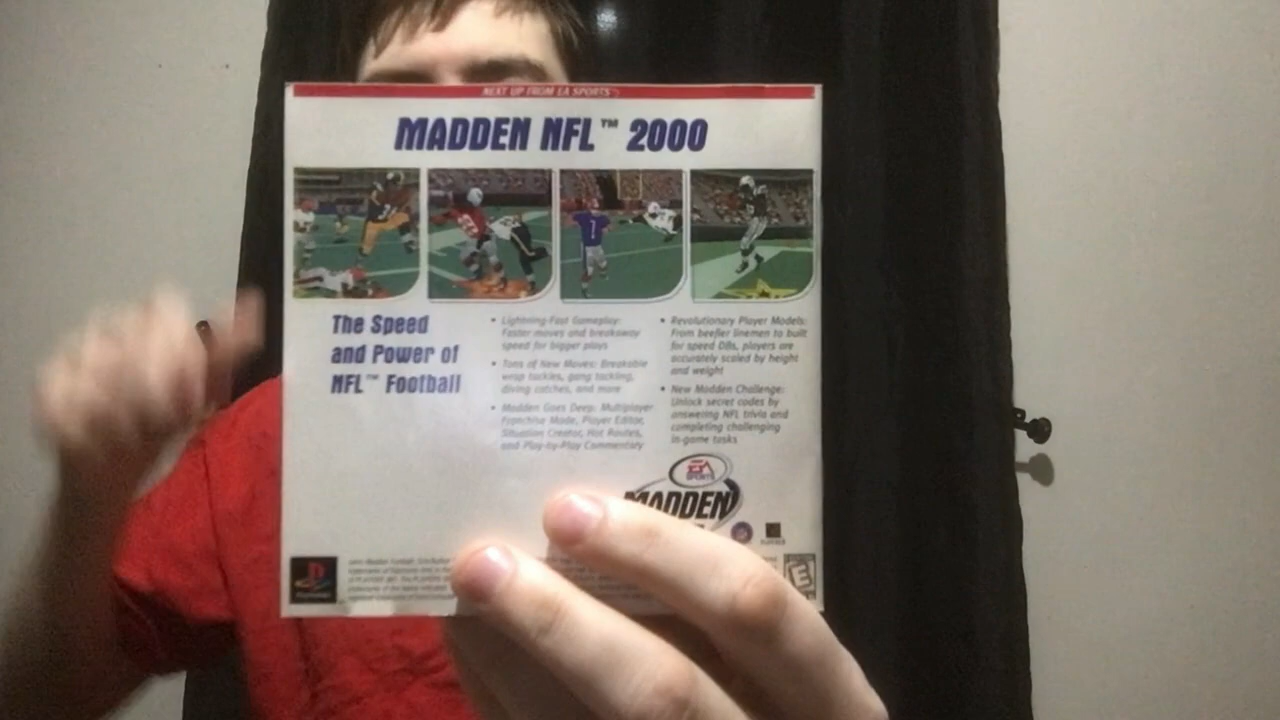 NEXT UP FROM EA SPORTS™
MADDEN NFL™ 2000
The Speed
and Power of
NFL™ Football
• Lightning-Fast Gameplay:
Faster moves and breakaway
speed for bigger plays
• Tons of New Moves: Breakable
wrap tackles, gang tackling,
diving catches, and more
• Madden Goes Deep: Multiplayer
Franchise Mode, Player Editor,
Situation Creator, Hot Routes,
and Play-by-Play Commentary
• Revolutionary Player Models:
From beefier linemen to built
for speed DBs, players are
accurately scaled by height
and weight
• New Madden Challenge:
Unlock secret codes by
answering NFL trivia and
completing challenging
in-game tasks
EA
SPORTS
MADDEN
PlayStation
E